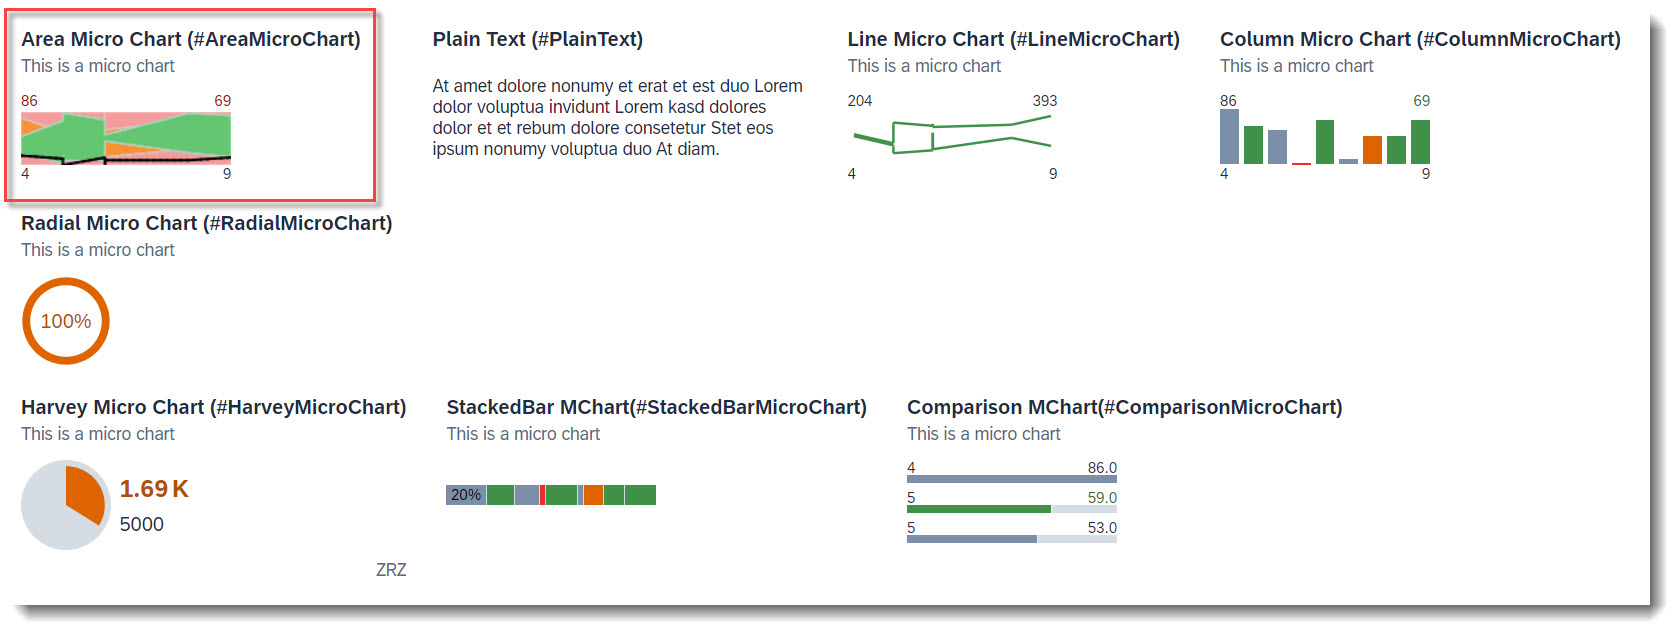 Area Micro Chart (#AreaMicroChart)
This is a micro chart
86 69
4 9
Plain Text (#PlainText)
At amet dolore nonumy et erat et est duo Lorem
dolor voluptua invidunt Lorem kasd dolores
dolor et et rebum dolore consetetur Stet eos
ipsum nonumy voluptua duo At diam.
Line Micro Chart (#LineMicroChart)
This is a micro chart
204 393
4 9
Column Micro Chart (#ColumnMicroChart)
This is a micro chart
86 69
4 9
Radial Micro Chart (#RadialMicroChart)
This is a micro chart
100%
Harvey Micro Chart (#HarveyMicroChart)
This is a micro chart
1.69 K
5000
ZRZ
StackedBar MChart(#StackedBarMicroChart)
This is a micro chart
20%
Comparison MChart(#ComparisonMicroChart)
This is a micro chart
4 86.0
5 59.0
5 53.0